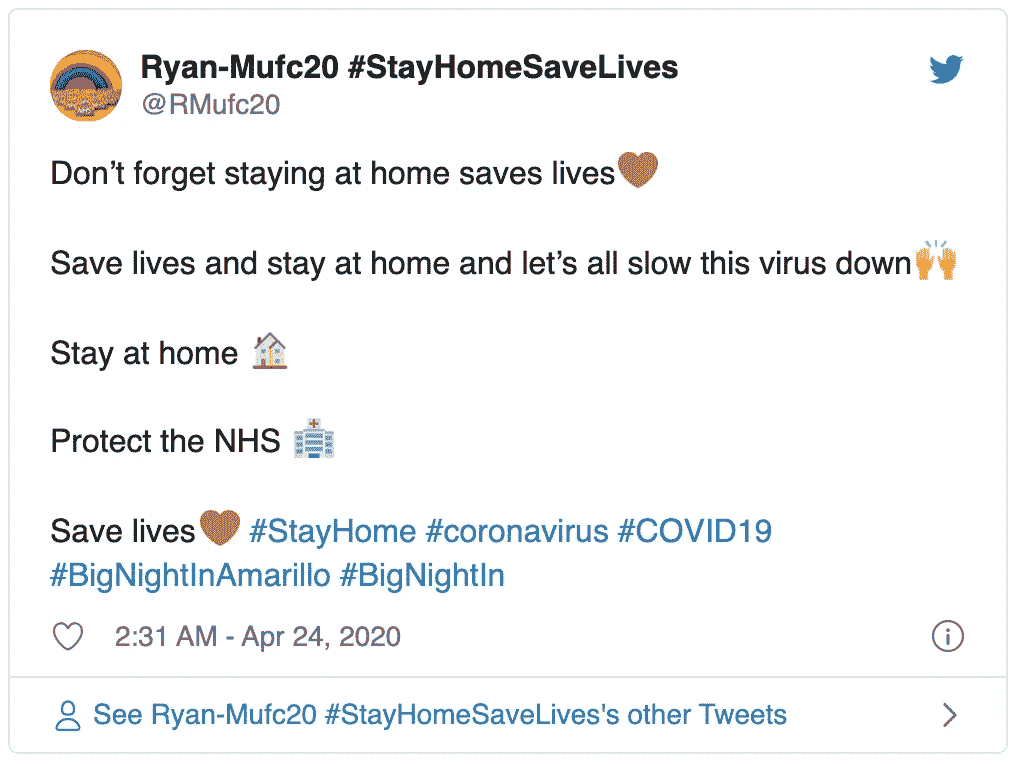 Ryan-Mufc20 #StayHomeSaveLives
@RMufc20
Don’t forget staying at home saves lives🧡
Save lives and stay at home and let’s all slow this virus down🙌
Stay at home 🏠
Protect the NHS 🏥
Save lives🧡 #StayHome #coronavirus #COVID19
#BigNightInAmarillo #BigNightIn
2:31 AM - Apr 24, 2020
See Ryan-Mufc20 #StayHomeSaveLives's other Tweets